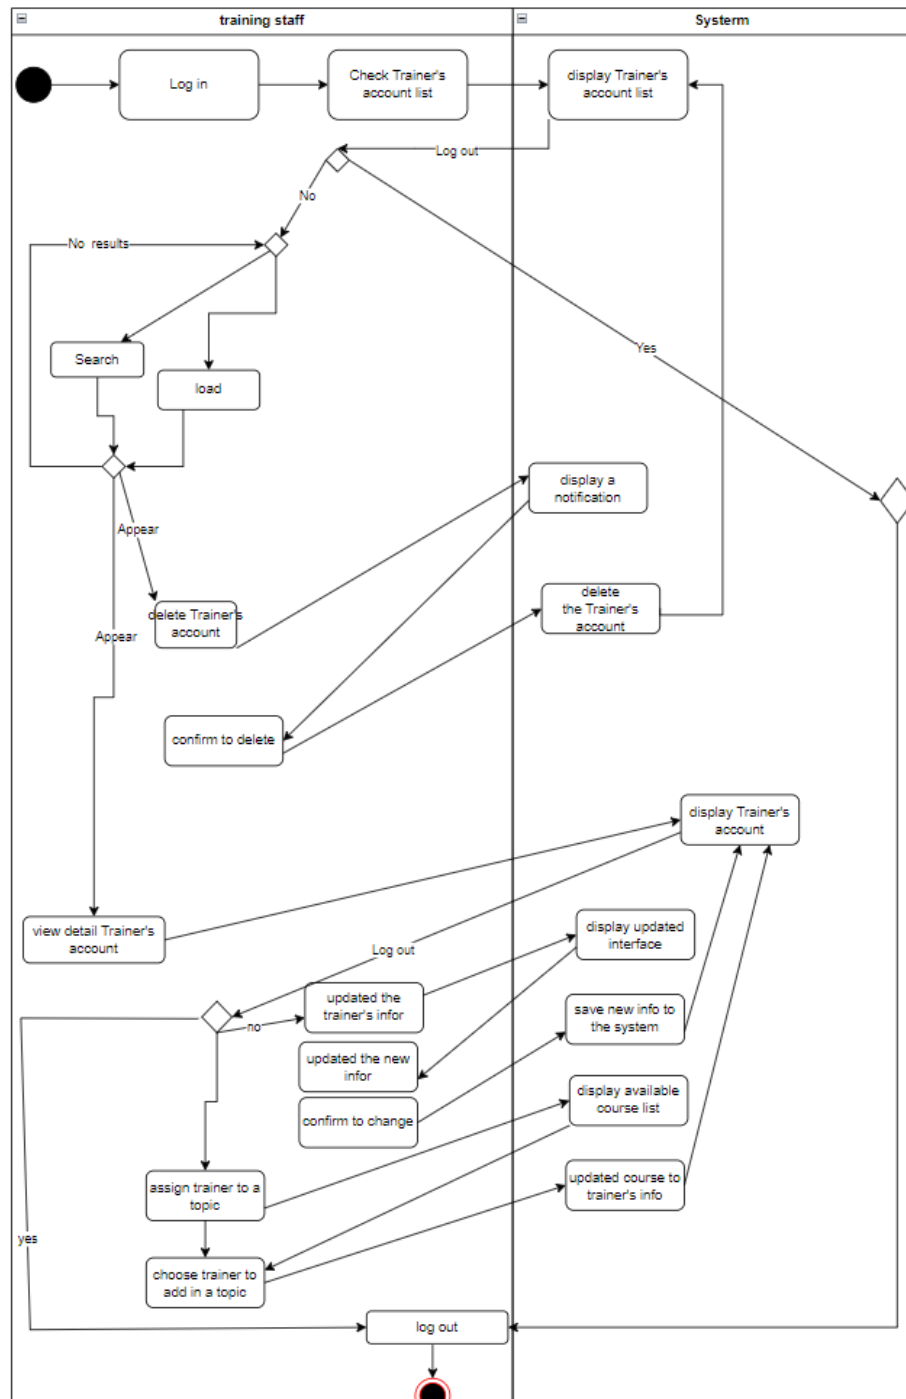 training staff
Systerm
Log in
Check Trainer's
account list
display Trainer's
account list
Log out
No
No results
Search
load
Yes
display a
notification
Appear
delete Trainer's
account
delete
the Trainer's
account
Appear
confirm to delete
display Trainer's
account
view detail Trainer's
account
display updated
interface
Log out
updated the
trainer's infor
no
save new info to
the system
updated the new
infor
display available
course list
confirm to change
assign trainer to a
topic
updated course to
trainer's info
yes
choose trainer to
add in a topic
log out